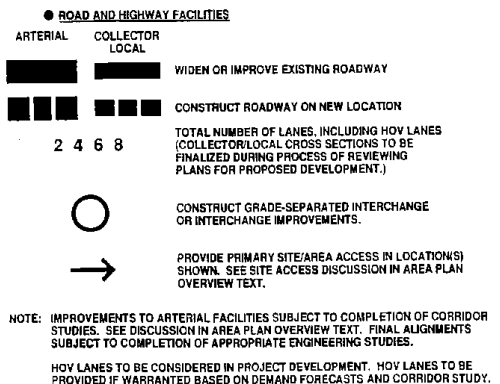 ● ROAD AND HIGHWAY FACILITIES
ARTERIAL COLLECTOR
LOCAL
WIDEN OR IMPROVE EXISTING ROADWAY
CONSTRUCT ROADWAY ON NEW LOCATION
2 4 6 8
TOTAL NUMBER OF LANES, INCLUDING HOV LANES
(COLLECTOR/LOCAL CROSS SECTIONS TO BE
FINALIZED DURING PROCESS OF REVIEWING
PLANS FOR PROPOSED DEVELOPMENT.)
CONSTRUCT GRADE-SEPARATED INTERCHANGE
OR INTERCHANGE IMPROVEMENTS.
PROVIDE PRIMARY SITE/AREA ACCESS IN LOCATION(S)
SHOWN. SEE SITE ACCESS DISCUSSION IN AREA PLAN
OVERVIEW TEXT.
NOTE: IMPROVEMENTS TO ARTERIAL FACILITIES SUBJECT TO COMPLETION OF CORRIDOR
STUDIES. SEE DISCUSSION IN AREA PLAN OVERVIEW TEXT. FINAL ALIGNMENTS
SUBJECT TO COMPLETION OF APPROPRIATE ENGINEERING STUDIES.
HOV LANES TO BE CONSIDERED IN PROJECT DEVELOPMENT. HOV LANES TO BE
PROVIDED IF WARRANTED BASED ON DEMAND FORECASTS AND CORRIDOR STUDY.